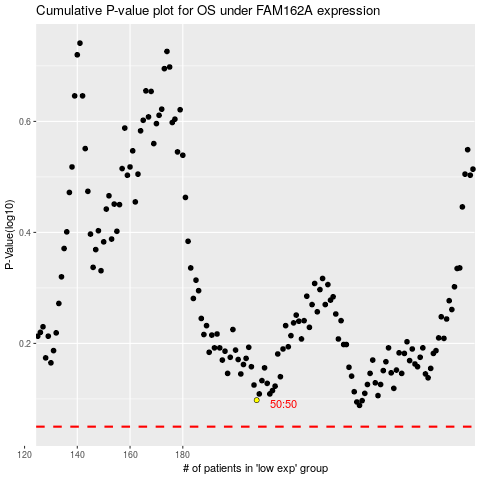 Cumulative P-value plot for OS under FAM162A expression
P-Value(log10)
0.6
0.4
0.2
50:50
120 130 140 160 180
# of patients in 'low exp' group